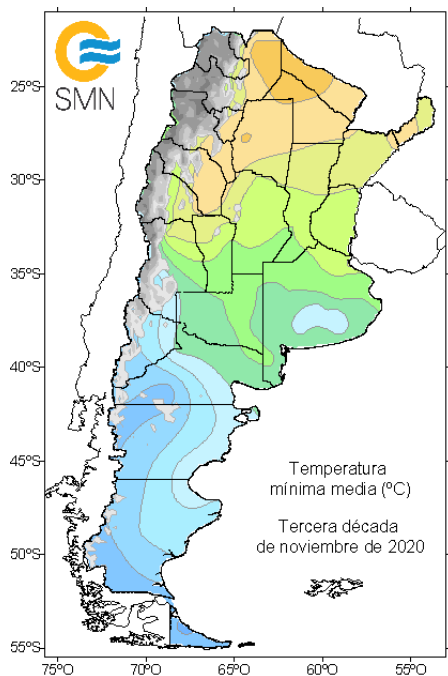 SMN
25°S
30°S
35°S
40°S
45°S
50°S
55°S
Temperatura
mínima media (ºC)
Tercera década
de noviembre de 2020
75°O
70°O
65°O
60°O
55°O